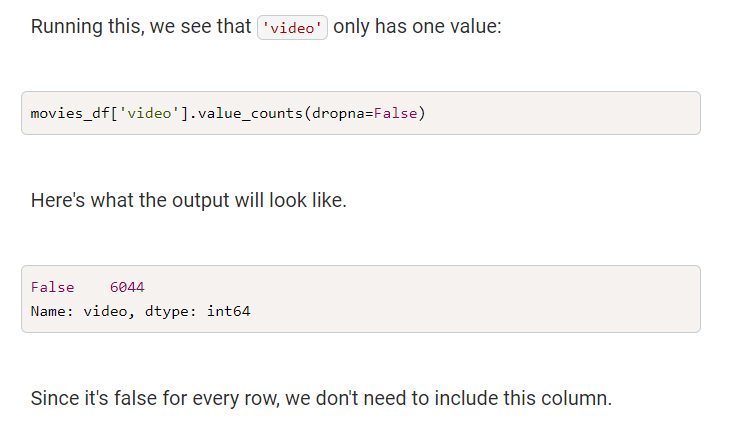 Running this, we see that 'video' only has one value:
movies_df['video'].value_counts(dropna=False)
Here's what the output will look like.
False    6044
Name: video, dtype: int64
Since it's false for every row, we don't need to include this column.